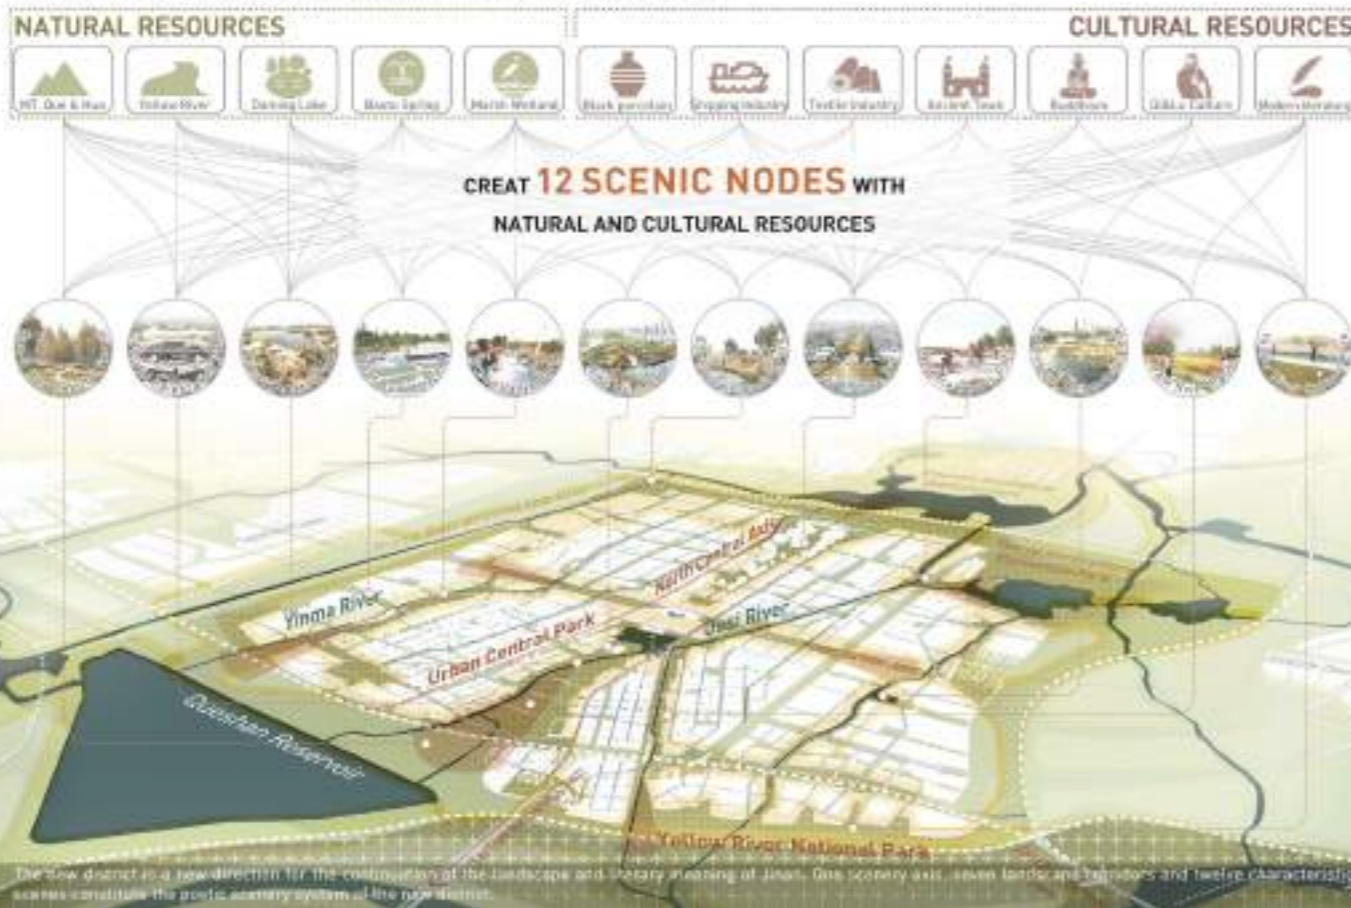 NATURAL RESOURCES
CULTURAL RESOURCES
MT. Que & Hua
Yellow River
Daming Lake
Baotu Spring
Marsh Wetland
Black porcelain
Shipping Industry
Textile Industry
Ancient Town
Buddhism
Culture
Modern
CREAT 12 SCENIC NODES WITH
NATURAL AND CULTURAL RESOURCES
North Central Axis
Yinma River
River
Urban Central Park
Queshan Reservoir
Yellow River National Park
The new district is a new direction for the continuation of the landscape and literary meaning of Jinan. One scenery axis, seven landscape corridors and twelve characteristic
scenes constitute the poetic scenery system of the new district.